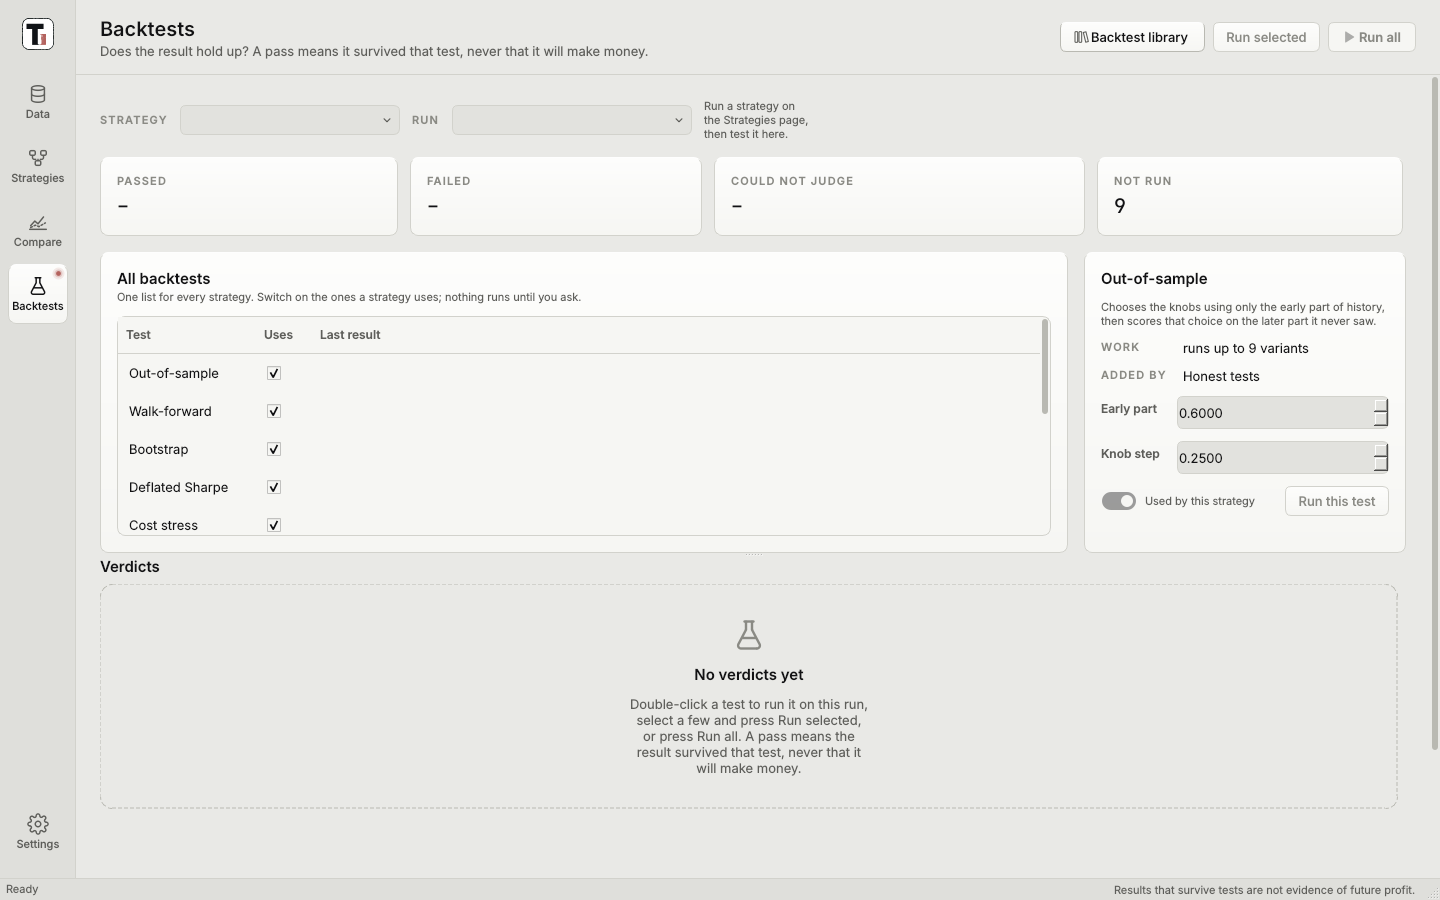 Backtests
Does the result hold up? A pass means it survived that test, never that it will make money.
Backtest library
Run selected
Run all
Data
Strategies
Compare
Backtests
Settings
STRATEGY
RUN
Run a strategy on
the Strategies page,
then test it here.
PASSED
–
FAILED
–
COULD NOT JUDGE
–
NOT RUN
9
All backtests
One list for every strategy. Switch on the ones a strategy uses; nothing runs until you ask.
Test Uses Last result
Out-of-sample
Walk-forward
Bootstrap
Deflated Sharpe
Cost stress
Out-of-sample
Chooses the knobs using only the early part of history,
then scores that choice on the later part it never saw.
WORK runs up to 9 variants
ADDED BY Honest tests
Early part 0.6000
Knob step 0.2500
Used by this strategy
Run this test
Verdicts
No verdicts yet
Double-click a test to run it on this run,
select a few and press Run selected,
or press Run all. A pass means the
result survived that test, never that it
will make money.
Ready
Results that survive tests are not evidence of future profit.